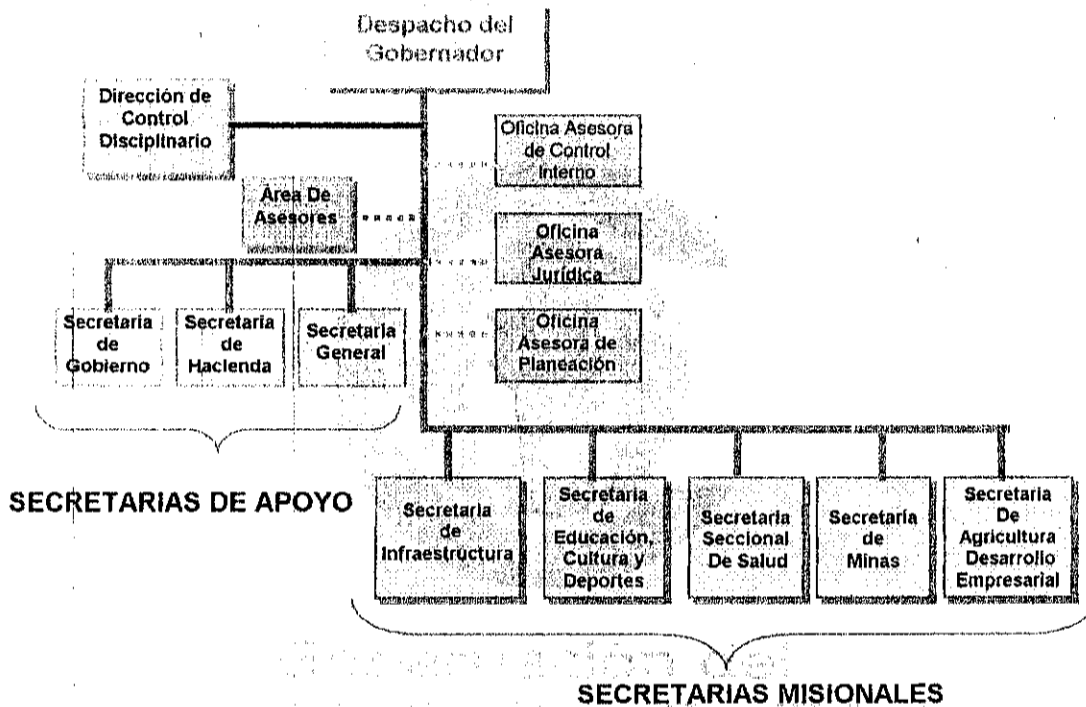 Despacho del
Gobernador
Dirección de
Control
Disciplinario
Oficina Asesora
de Control
Interno
Área De
Asesores
Oficina
Asesora
Jurídica
Secretaria
de
Gobierno
Secretaria
de
Hacienda
Secretaria
General
Oficina
Asesora de
Planeación
SECRETARIAS DE APOYO
Secretaria
de
Infraestructura
Secretaria
de
Educación,
Cultura y
Deportes
Secretaria
Seccional
De Salud
Secretaria
de
Minas
Secretaria
De
Agricultura
Desarrollo
Empresarial
SECRETARIAS MISIONALES